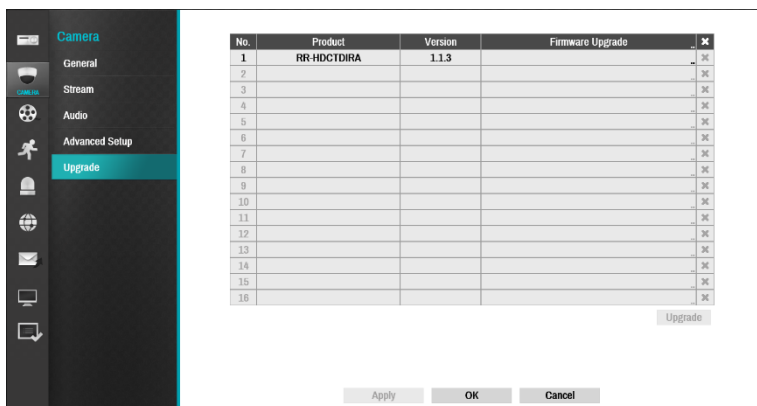 Camera
General
Stream
Audio
Advanced Setup
Upgrade
CAMERA
No. Product Version Firmware Upgrade .. ✖
1 RR-HDCTDIRA 1.1.3 .. ✖
2 .. ✖
3 .. ✖
4 .. ✖
5 .. ✖
6 .. ✖
7 .. ✖
8 .. ✖
9 .. ✖
10 .. ✖
11 .. ✖
12 .. ✖
13 .. ✖
14 .. ✖
15 .. ✖
16 .. ✖
Upgrade
Apply OK Cancel